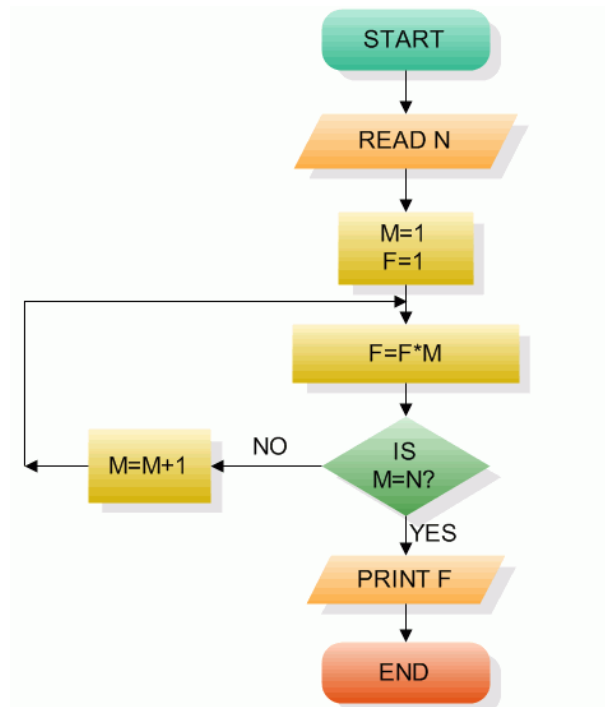 START
READ N
M=1
F=1
F=F*M
IS
M=N?
NO
M=M+1
YES
PRINT F
END